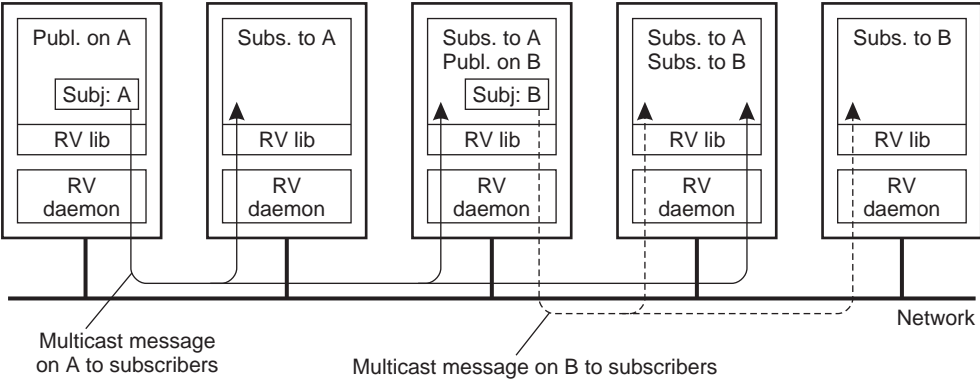 Publ. on A
Subj: A
RV lib
RV
daemon
Subs. to A
RV lib
RV
daemon
Subs. to A
Publ. on B
Subj: B
RV lib
RV
daemon
Subs. to A
Subs. to B
RV lib
RV
daemon
Subs. to B
RV lib
RV
daemon
Network
Multicast message
on A to subscribers
Multicast message on B to subscribers